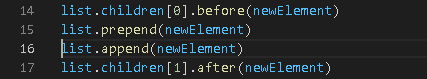 14 list.children[0].before(newElement)
15 list.prepend(newElement)
16 list.append(newElement)
17 list.children[1].after(newElement)